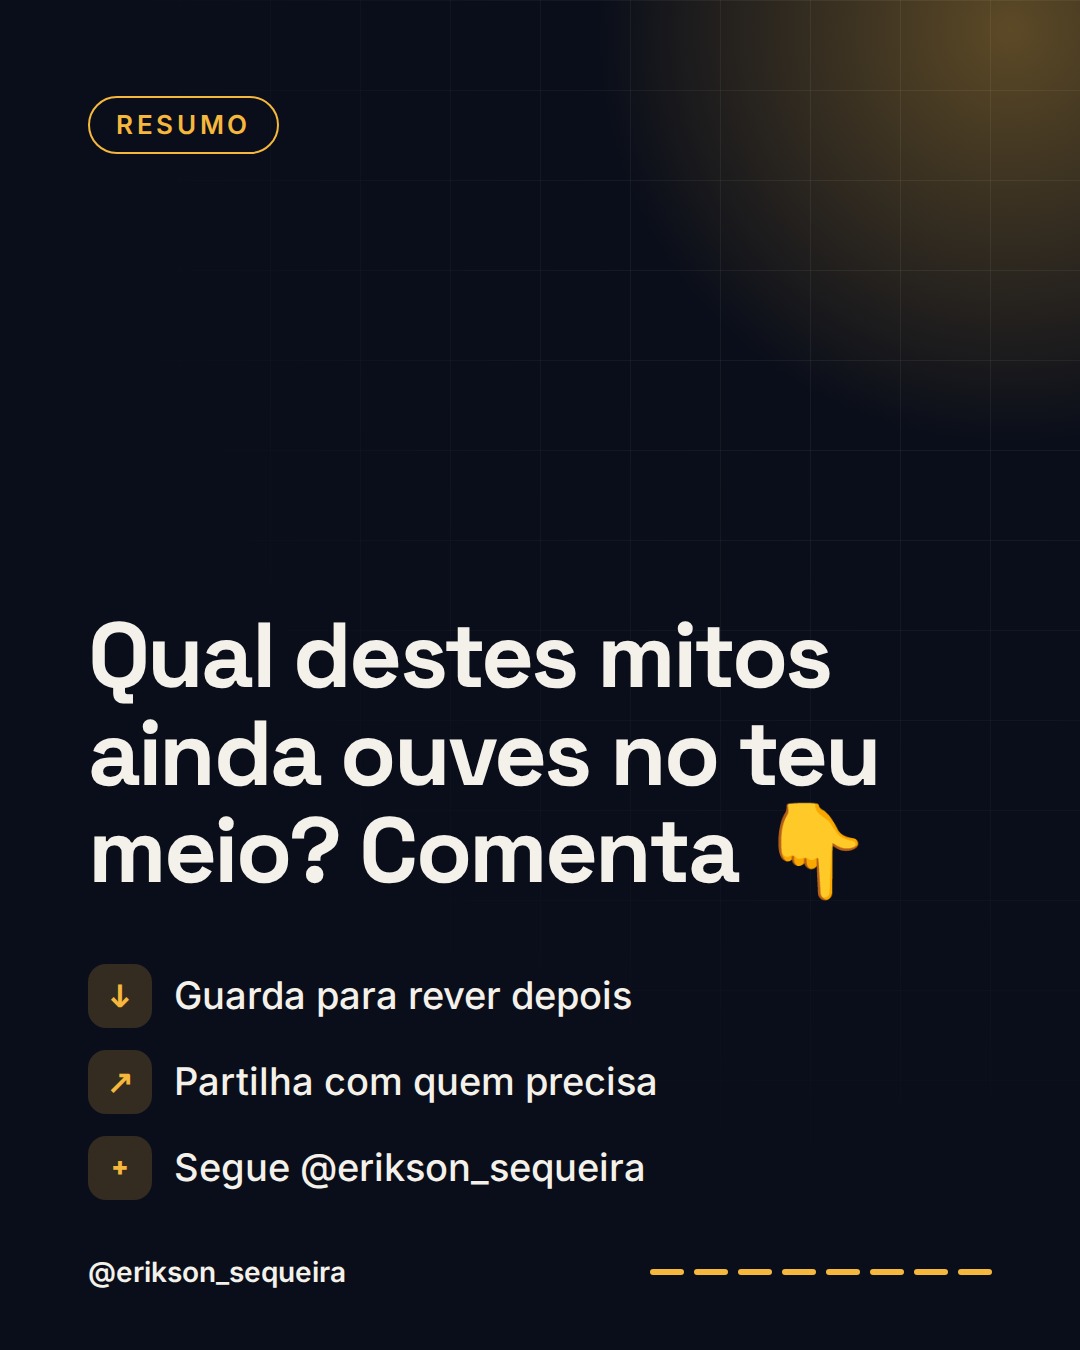 RESUMO
Qual destes mitos
ainda ouves no teu
meio? Comenta 👇
↓ Guarda para rever depois
↗ Partilha com quem precisa
+ Segue @erikson_sequeira
@erikson_sequeira